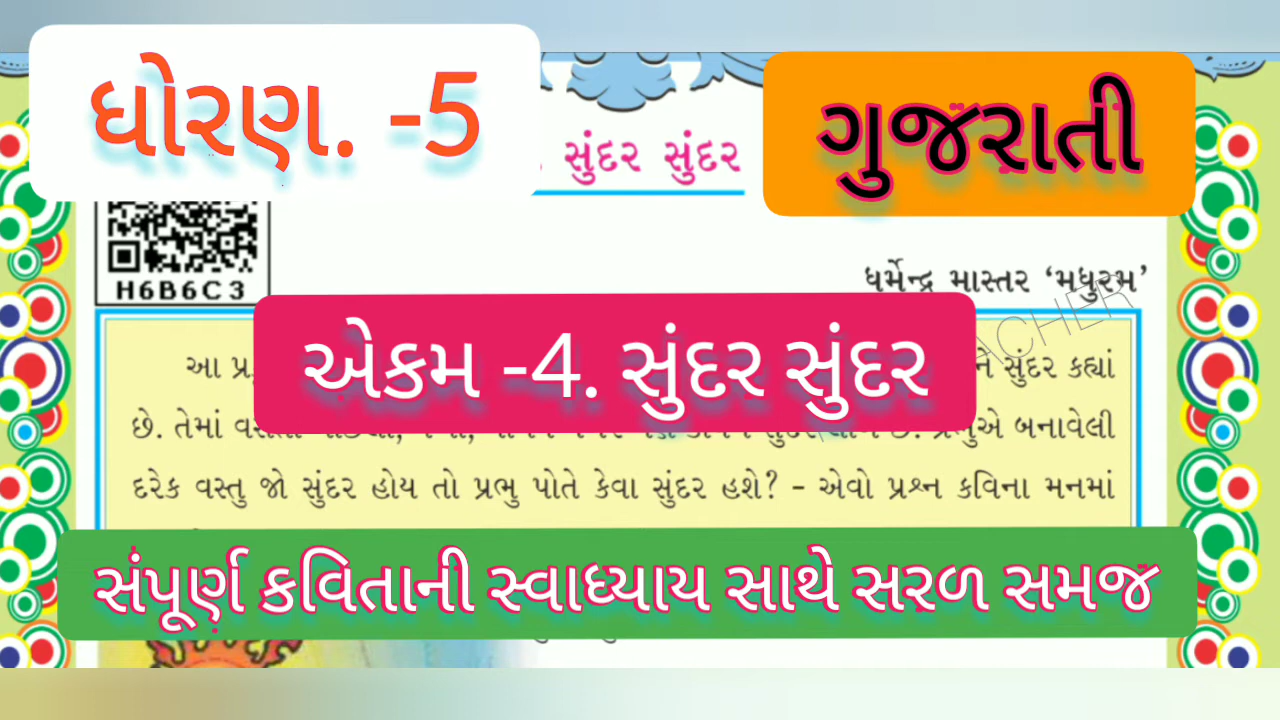 ધોરણ. -5
ગુજરાતી
સુંદર સુંદર
H6B6C3
ધર્મેન્દ્ર માસ્તર ‘મધુરમ’
એકમ -4. સુંદર સુંદર
આ સુંદર કહ્યાં
છે. તેમાં બનાવેલી
દરેક વસ્તુ જો સુંદર હોય તો પ્રભુ પોતે કેવા સુંદર હશે? – એવો પ્રશ્ન કવિના મનમાં
સંપૂર્ણ કવિતાની સ્વાધ્યાય સાથે સરળ સમજ